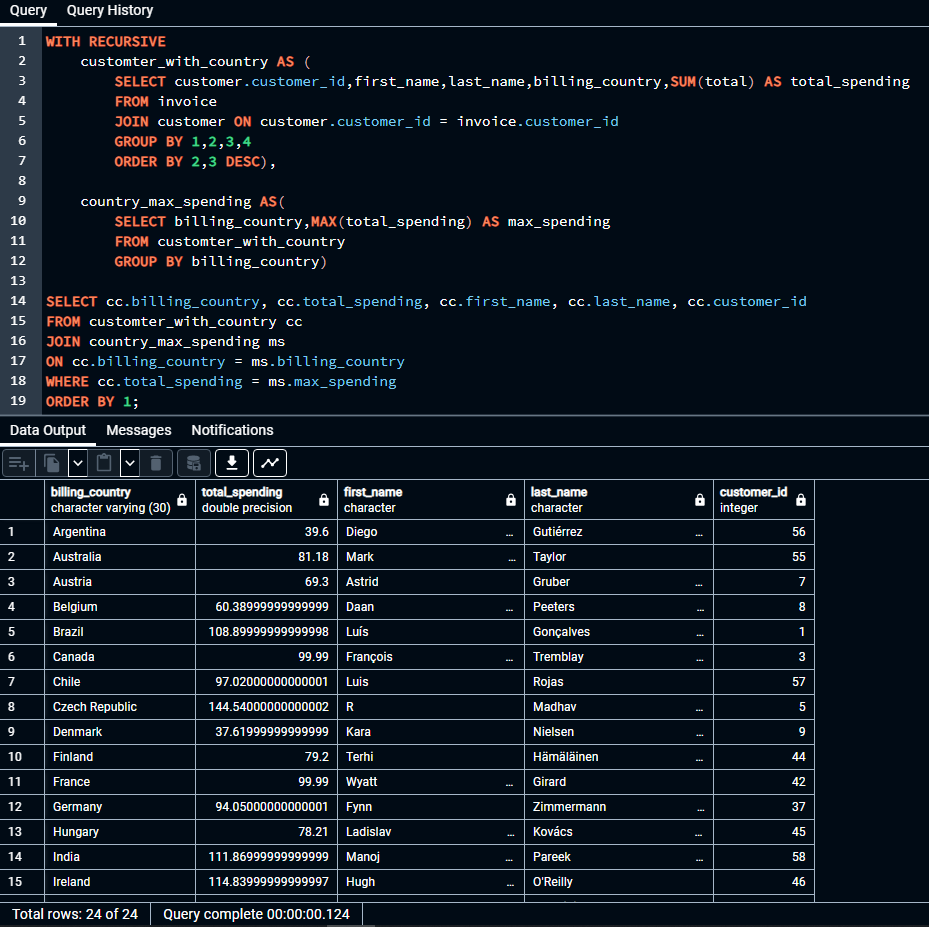 Query Query History
1 WITH RECURSIVE
2 customter_with_country AS (
3 SELECT customer.customer_id,first_name,last_name,billing_country,SUM(total) AS total_spending
4 FROM invoice
5 JOIN customer ON customer.customer_id = invoice.customer_id
6 GROUP BY 1,2,3,4
7 ORDER BY 2,3 DESC),
8
9 country_max_spending AS(
10 SELECT billing_country,MAX(total_spending) AS max_spending
11 FROM customter_with_country
12 GROUP BY billing_country)
13
14 SELECT cc.billing_country, cc.total_spending, cc.first_name, cc.last_name, cc.customer_id
15 FROM customter_with_country cc
16 JOIN country_max_spending ms
17 ON cc.billing_country = ms.billing_country
18 WHERE cc.total_spending = ms.max_spending
19 ORDER BY 1;
Data Output Messages Notifications
billing_country total_spending first_name last_name customer_id
character varying (30) double precision character character integer
1 Argentina 39.6 Diego ... Gutiérrez ... 56
2 Australia 81.18 Mark ... Taylor 55
3 Austria 69.3 Astrid Gruber ... 7
4 Belgium 60.38999999999999 Daan ... Peeters ... 8
5 Brazil 108.89999999999998 Luís Gonçalves ... 1
6 Canada 99.99 François ... Tremblay ... 3
7 Chile 97.02000000000001 Luis Rojas 57
8 Czech Republic 144.54000000000002 R Madhav ... 5
9 Denmark 37.61999999999999 Kara Nielsen ... 9
10 Finland 79.2 Terhi Hämäläinen ... 44
11 France 99.99 Wyatt ... Girard 42
12 Germany 94.05000000000001 Fynn Zimmermann ... 37
13 Hungary 78.21 Ladislav ... Kovács ... 45
14 India 111.86999999999999 Manoj ... Pareek ... 58
15 Ireland 114.83999999999997 Hugh ... O'Reilly 46
Total rows: 24 of 24 Query complete 00:00:00.124